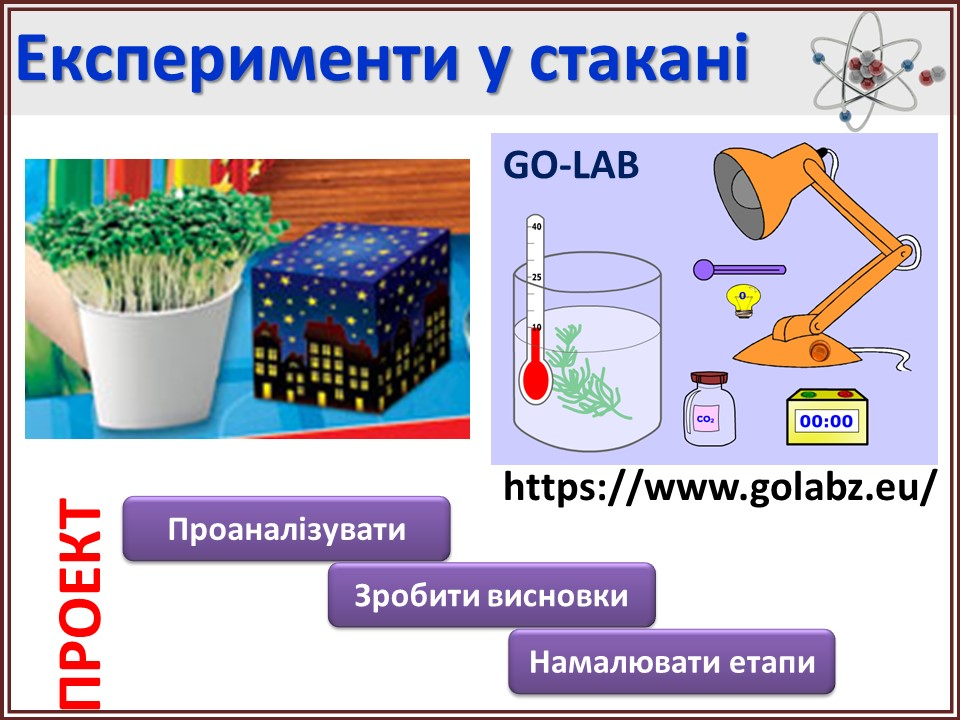 Експерименти у стакані
GO-LAB
40
25
10
0
CO₂
00:00
https://www.golabz.eu/
ПРОЕКТ
Проаналізувати
Зробити висновки
Намалювати етапи